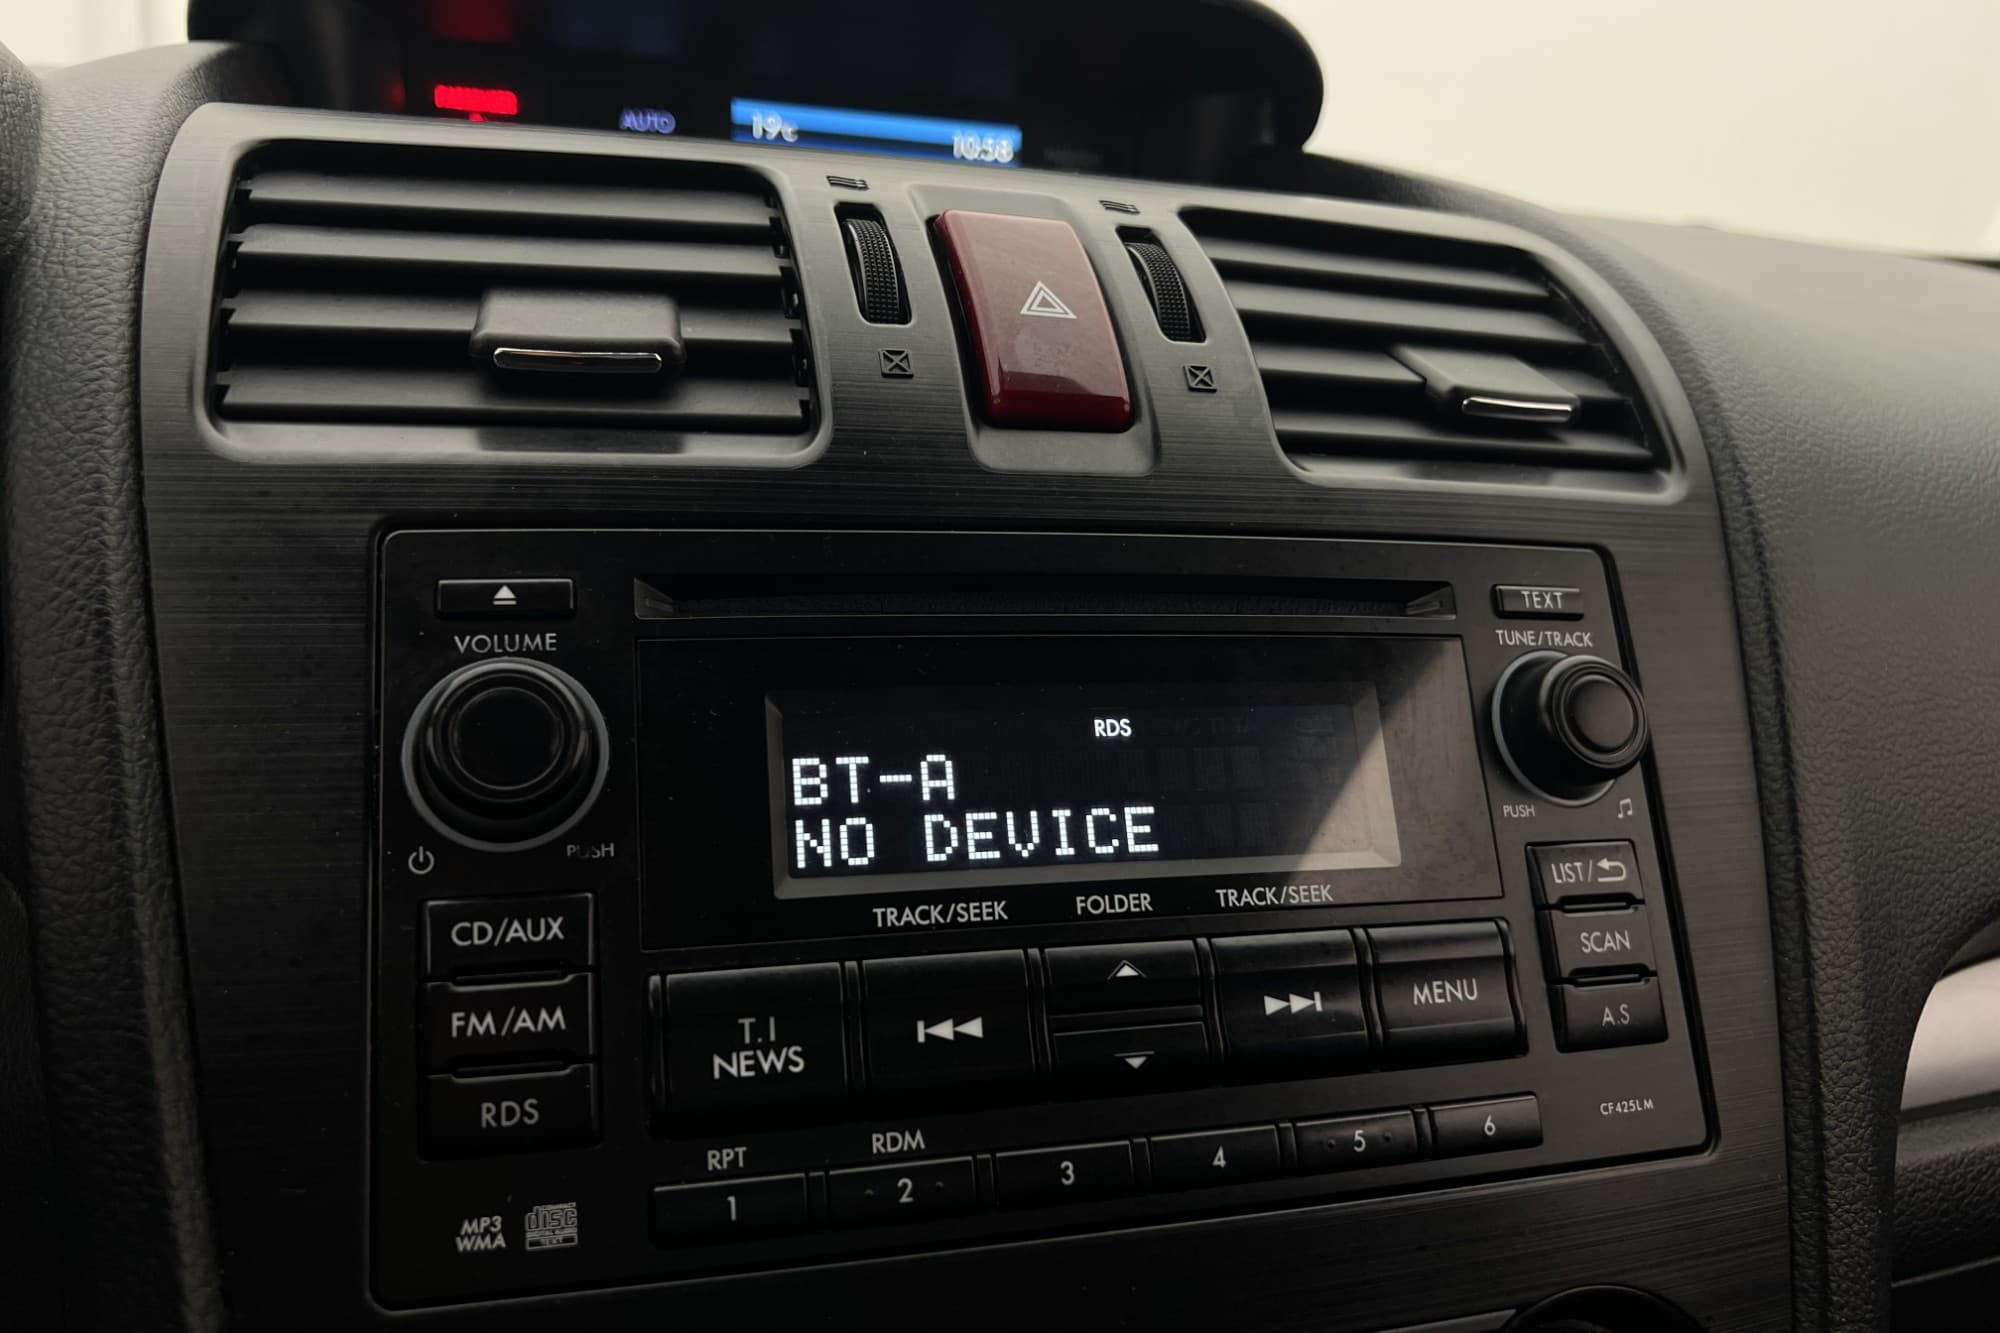 AUTO
19c
10:58
VOLUME
PUSH
TEXT
TUNE/TRACK
PUSH
RDS
BT-A
NO DEVICE
TRACK/SEEK
FOLDER
TRACK/SEEK
CD/AUX
FM/AM
RDS
T.I
NEWS
MENU
LIST/
SCAN
A.S
CF425LM
RPT
RDM
1
2
3
4
5
6
MP3
WMA
disc
TEXT